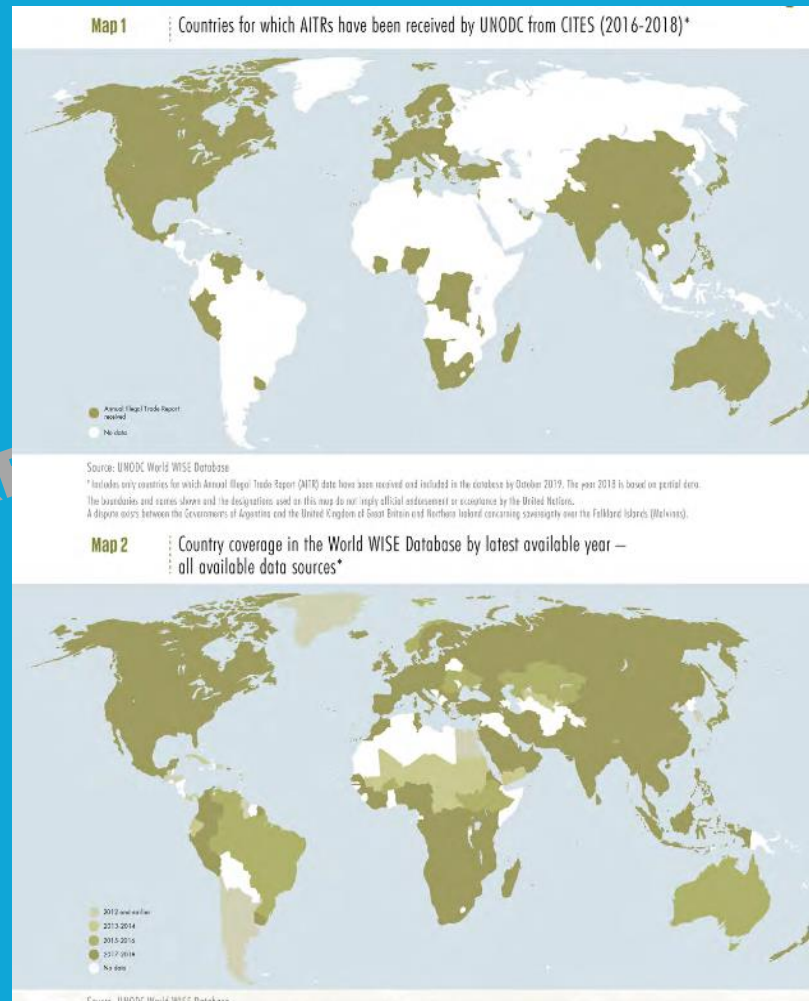 Map 1
Countries for which AITRs have been received by UNODC from CITES (2016-2018)*
Annual Illegal Trade Report
received
No data
Source: UNODC World WISE Database
* Includes only countries for which Annual Illegal Trade Report (AITR) data have been received and included in the database by October 2019. The year 2018 is based on partial data.
The boundaries and names shown and the designations used on this map do not imply official endorsement or acceptance by the United Nations.
A dispute exists between the Governments of Argentina and the United Kingdom of Great Britain and Northern Ireland concerning sovereignty over the Falkland Islands (Malvinas).
Map 2
Country coverage in the World WISE Database by latest available year –
all available data sources*
2012 and earlier
2013-2014
2015-2016
2017-2018
No data
Source: UNODC World WISE Database